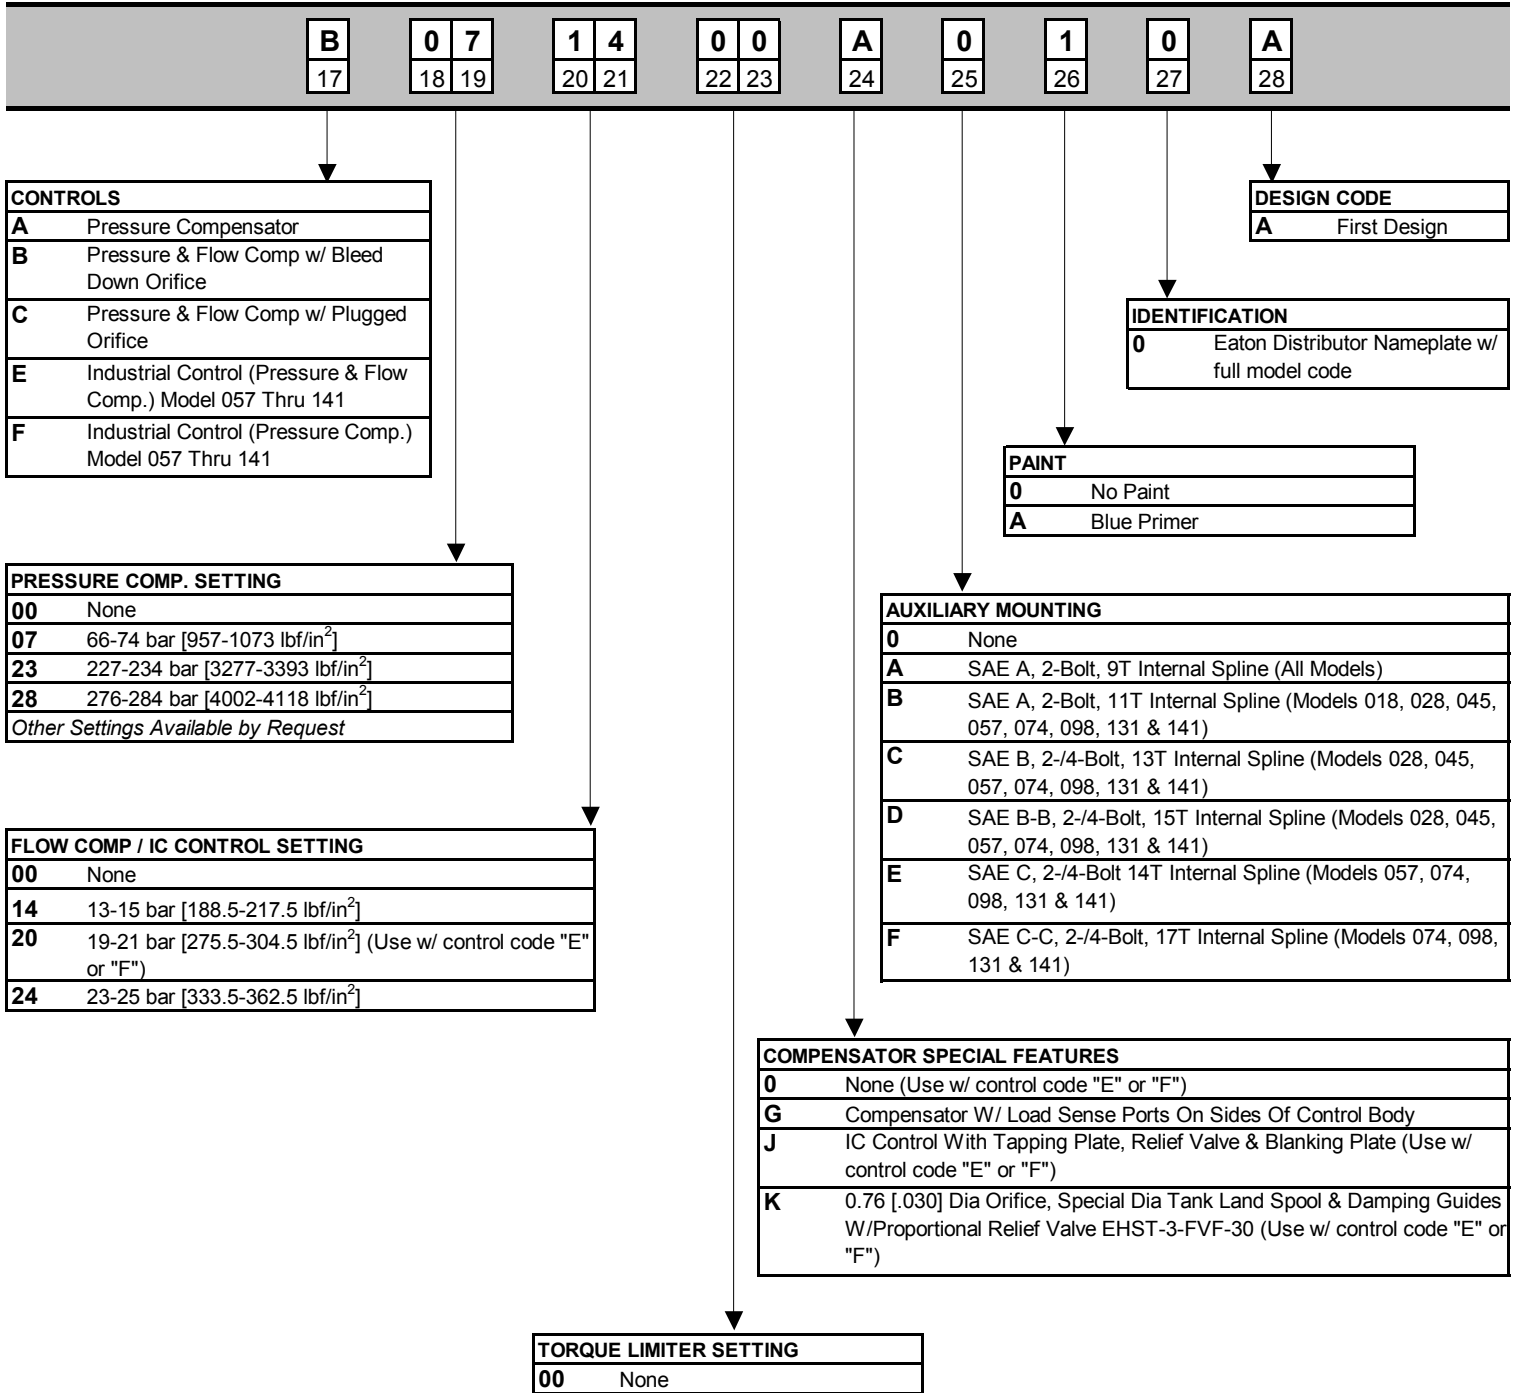 B 0 7 1 4 0 0 A 0 1 0 A
17 18 19 20 21 22 23 24 25 26 27 28
CONTROLS
A Pressure Compensator
B Pressure & Flow Comp w/ Bleed
Down Orifice
C Pressure & Flow Comp w/ Plugged
Orifice
E Industrial Control (Pressure & Flow
Comp.) Model 057 Thru 141
F Industrial Control (Pressure Comp.)
Model 057 Thru 141
DESIGN CODE
A First Design
IDENTIFICATION
0 Eaton Distributor Nameplate w/
full model code
PAINT
0 No Paint
A Blue Primer
PRESSURE COMP. SETTING
00 None
07 66-74 bar [957-1073 lbf/in²]
23 227-234 bar [3277-3393 lbf/in²]
28 276-284 bar [4002-4118 lbf/in²]
Other Settings Available by Request
AUXILIARY MOUNTING
0 None
A SAE A, 2-Bolt, 9T Internal Spline (All Models)
B SAE A, 2-Bolt, 11T Internal Spline (Models 018, 028, 045,
057, 074, 098, 131 & 141)
C SAE B, 2-/4-Bolt, 13T Internal Spline (Models 028, 045,
057, 074, 098, 131 & 141)
D SAE B-B, 2-/4-Bolt, 15T Internal Spline (Models 028, 045,
057, 074, 098, 131 & 141)
E SAE C, 2-/4-Bolt 14T Internal Spline (Models 057, 074,
098, 131 & 141)
F SAE C-C, 2-/4-Bolt, 17T Internal Spline (Models 074, 098,
131 & 141)
FLOW COMP / IC CONTROL SETTING
00 None
14 13-15 bar [188.5-217.5 lbf/in²]
20 19-21 bar [275.5-304.5 lbf/in²] (Use w/ control code "E"
or "F")
24 23-25 bar [333.5-362.5 lbf/in²]
COMPENSATOR SPECIAL FEATURES
0 None (Use w/ control code "E" or "F")
G Compensator W/ Load Sense Ports On Sides Of Control Body
J IC Control With Tapping Plate, Relief Valve & Blanking Plate (Use w/
control code "E" or "F")
K 0.76 [.030] Dia Orifice, Special Dia Tank Land Spool & Damping Guides
W/Proportional Relief Valve EHST-3-FVF-30 (Use w/ control code "E" or
"F")
TORQUE LIMITER SETTING
00 None